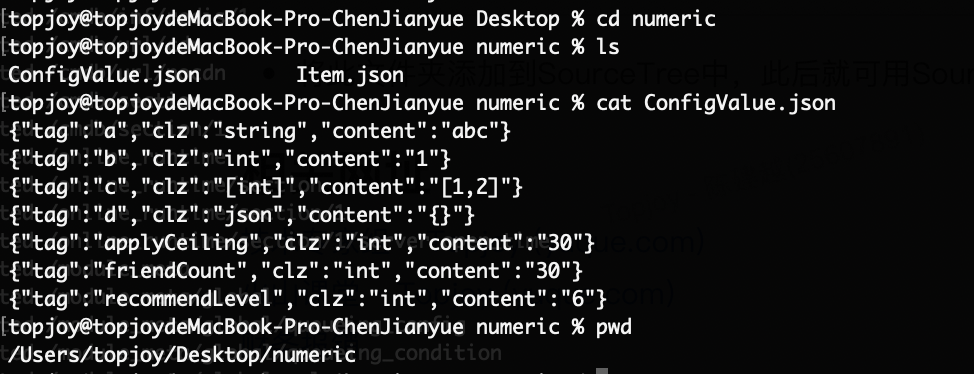 [topjoy@topjoydeMacBook-Pro-ChenJianyue Desktop % cd numeric
[topjoy@topjoydeMacBook-Pro-ChenJianyue numeric % ls
ConfigValue.json Item.json
[topjoy@topjoydeMacBook-Pro-ChenJianyue numeric % cat ConfigValue.json
{"tag":"a","clz":"string","content":"abc"}
{"tag":"b","clz":"int","content":"1"}
{"tag":"c","clz":"[int]","content":"[1,2]"}
{"tag":"d","clz":"json","content":"{}"}
{"tag":"applyCeiling","clz":"int","content":"30"}
{"tag":"friendCount","clz":"int","content":"30"}
{"tag":"recommendLevel","clz":"int","content":"6"}
[topjoy@topjoydeMacBook-Pro-ChenJianyue numeric % pwd
/Users/topjoy/Desktop/numeric